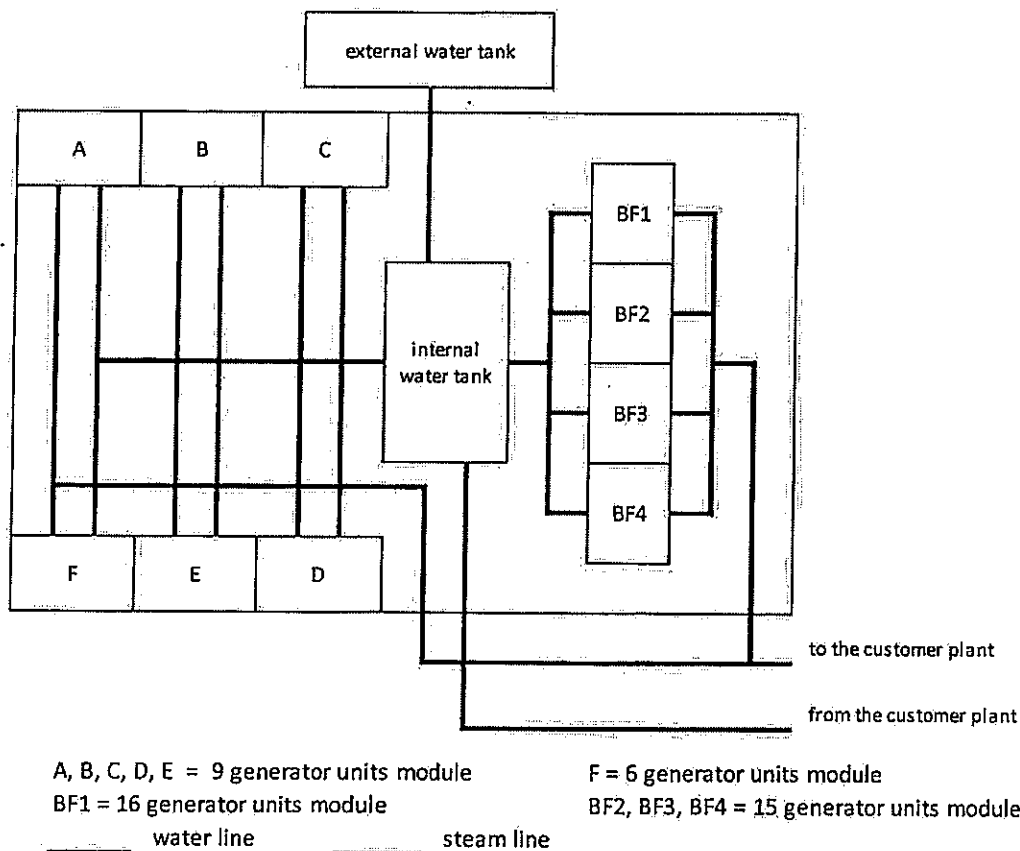 external water tank
A B C
BF1
BF2
internal
water tank
BF3
BF4
F E D
to the customer plant
from the customer plant
A, B, C, D, E = 9 generator units module F = 6 generator units module
BF1 = 16 generator units module BF2, BF3, BF4 = 15 generator units module
water line steam line